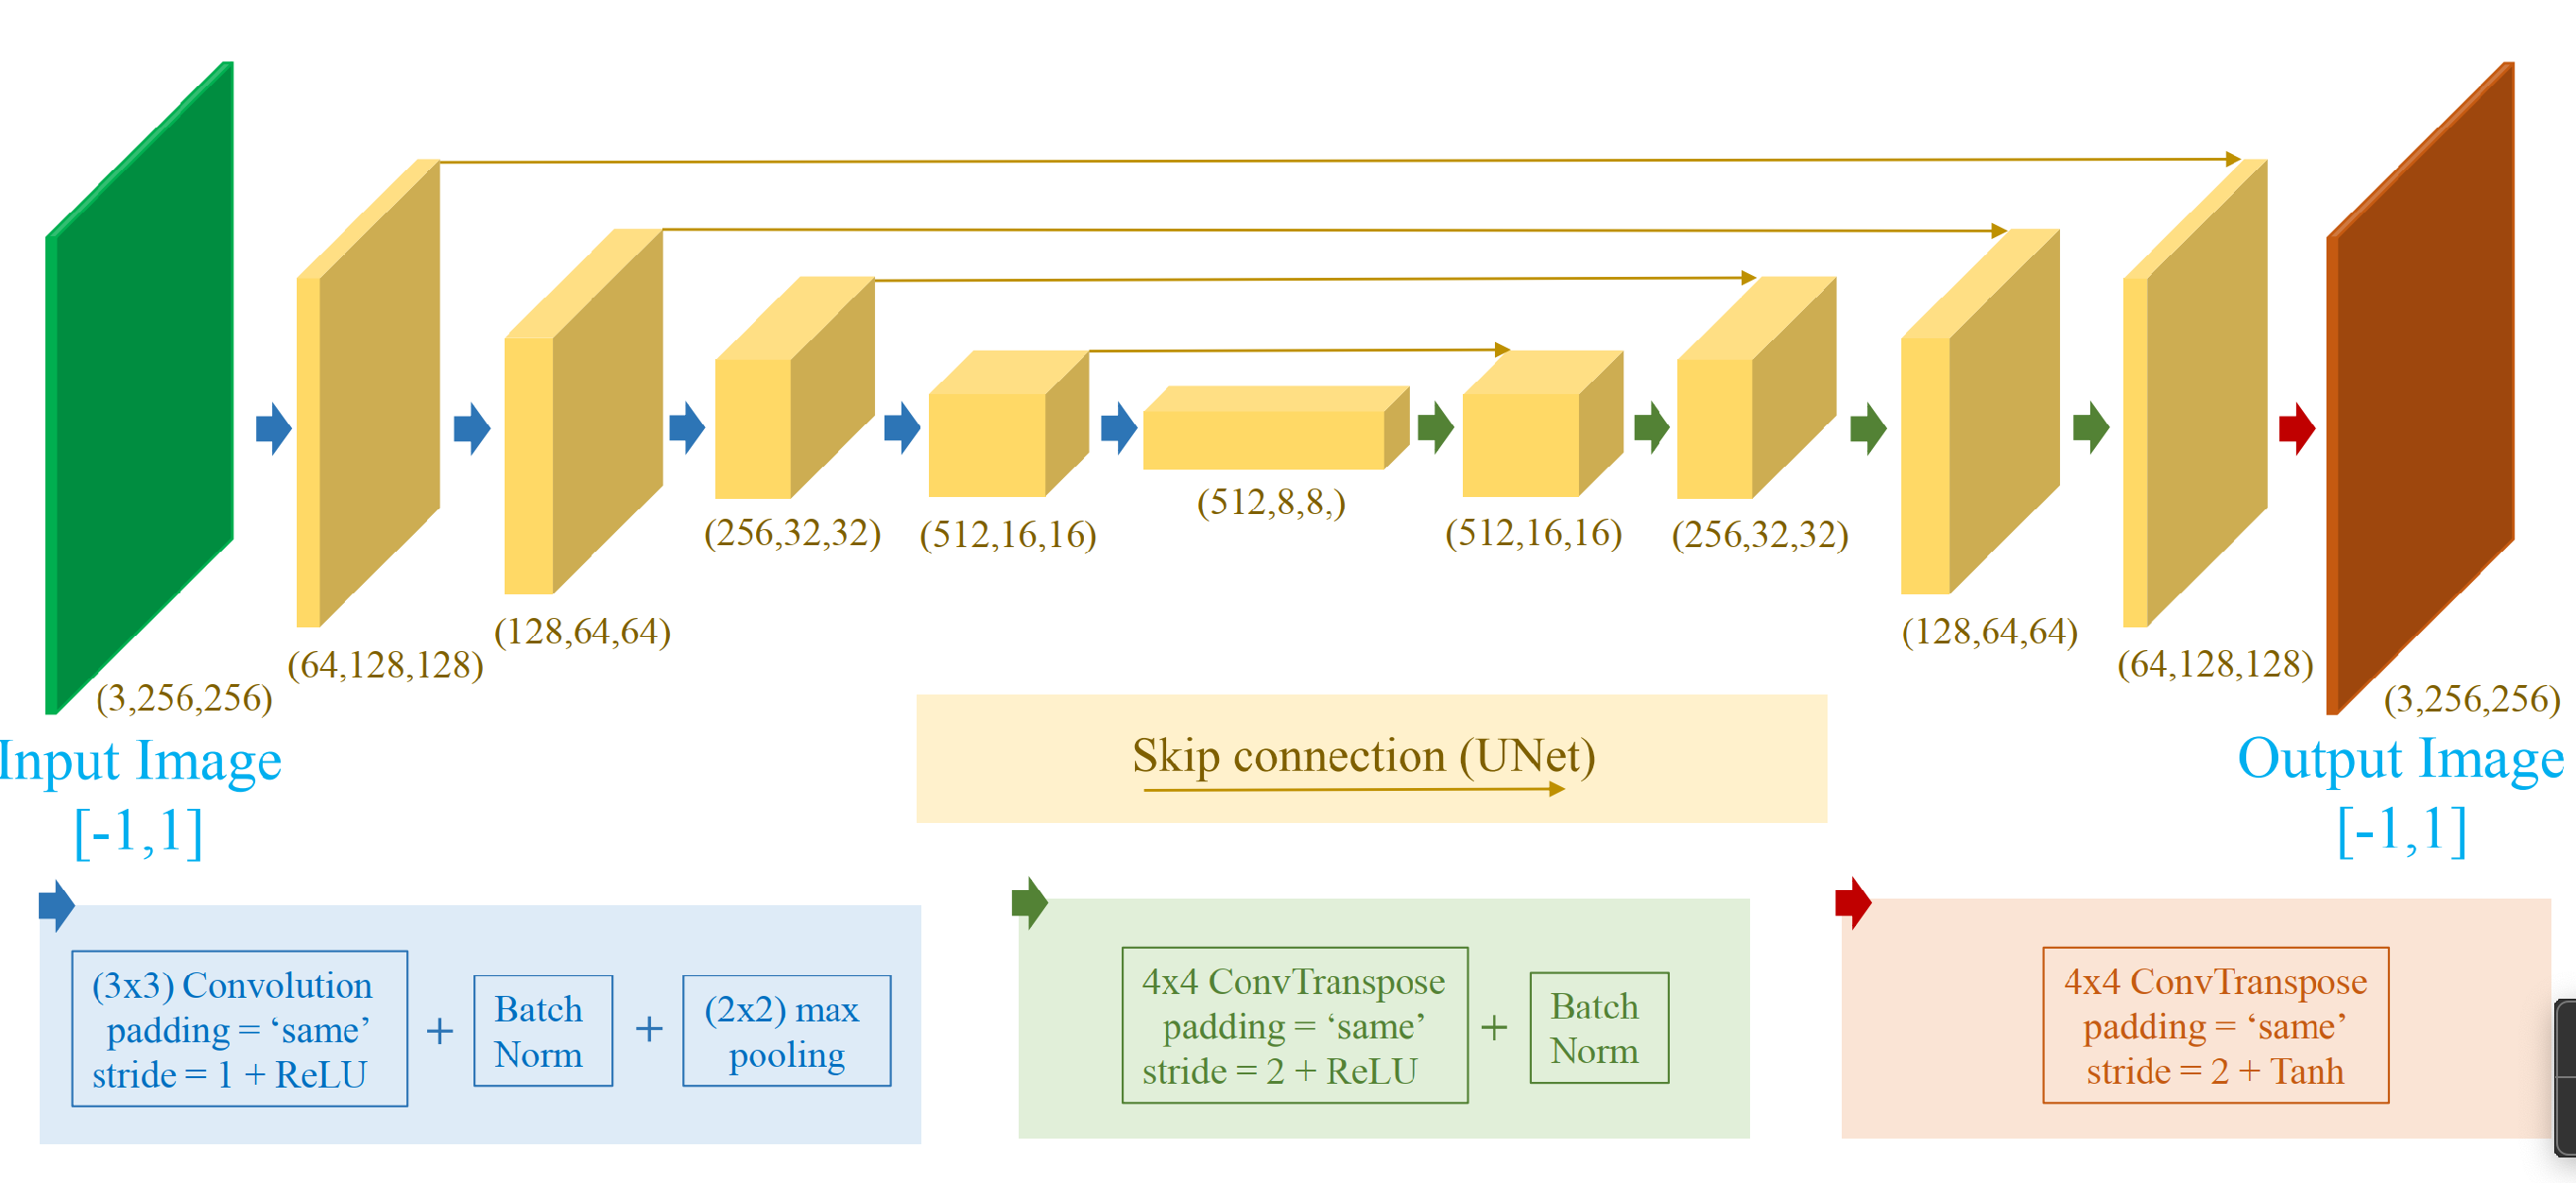 (512,8,8,)
(256,32,32)
(512,16,16)
(512,16,16)
(256,32,32)
(128,64,64)
(128,64,64)
(64,128,128)
(64,128,128)
(3,256,256)
(3,256,256)
Input Image
[-1,1]
Skip connection (UNet)
Output Image
[-1,1]
(3x3) Convolution
padding = ‘same’
stride = 1 + ReLU
+
Batch
Norm
+
(2x2) max
pooling
4x4 ConvTranspose
padding = ‘same’
stride = 2 + ReLU
+
Batch
Norm
4x4 ConvTranspose
padding = ‘same’
stride = 2 + Tanh